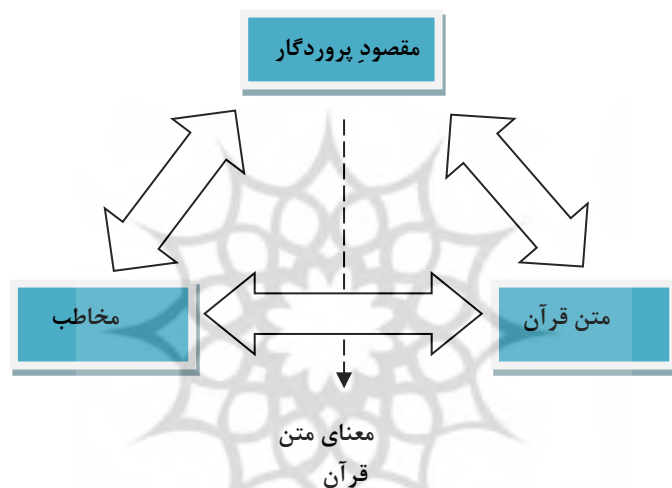 مقصودِ پروردگار
متن قرآن
مخاطب
معنای متن
قرآن